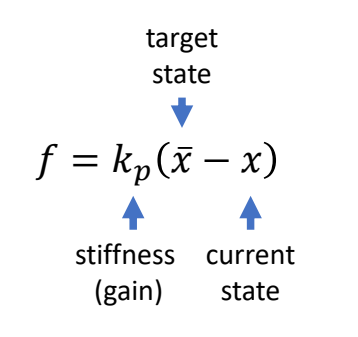 target
state
f = k_p(x̄ − x)
stiffness current
(gain) state